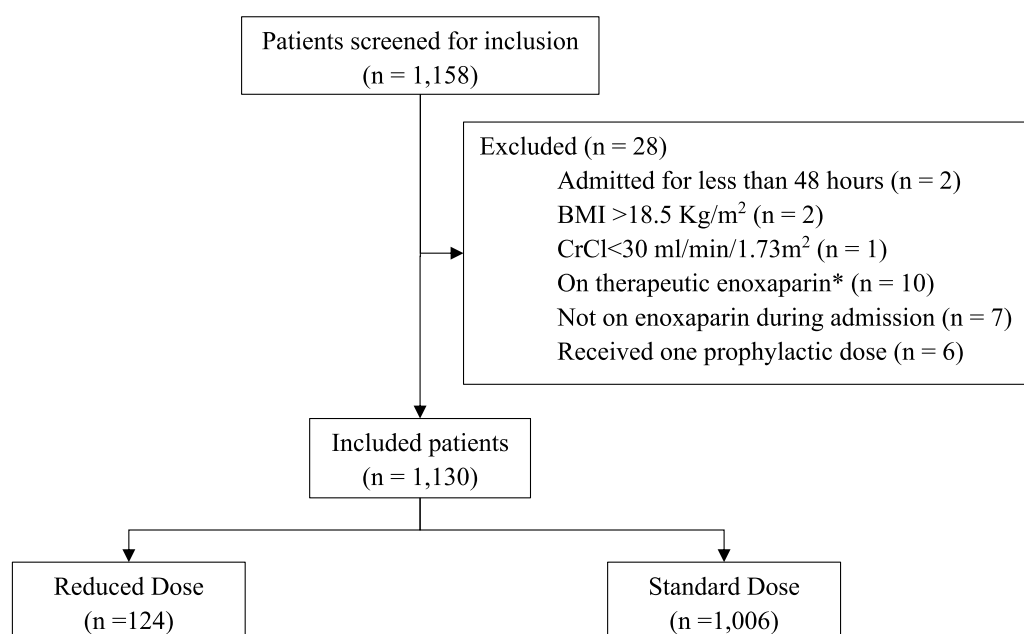 Patients screened for inclusion
(n = 1,158)
Excluded (n = 28)
Admitted for less than 48 hours (n = 2)
BMI >18.5 Kg/m² (n = 2)
CrCl<30 ml/min/1.73m² (n = 1)
On therapeutic enoxaparin* (n = 10)
Not on enoxaparin during admission (n = 7)
Received one prophylactic dose (n = 6)
Included patients
(n = 1,130)
Reduced Dose
(n =124)
Standard Dose
(n =1,006)